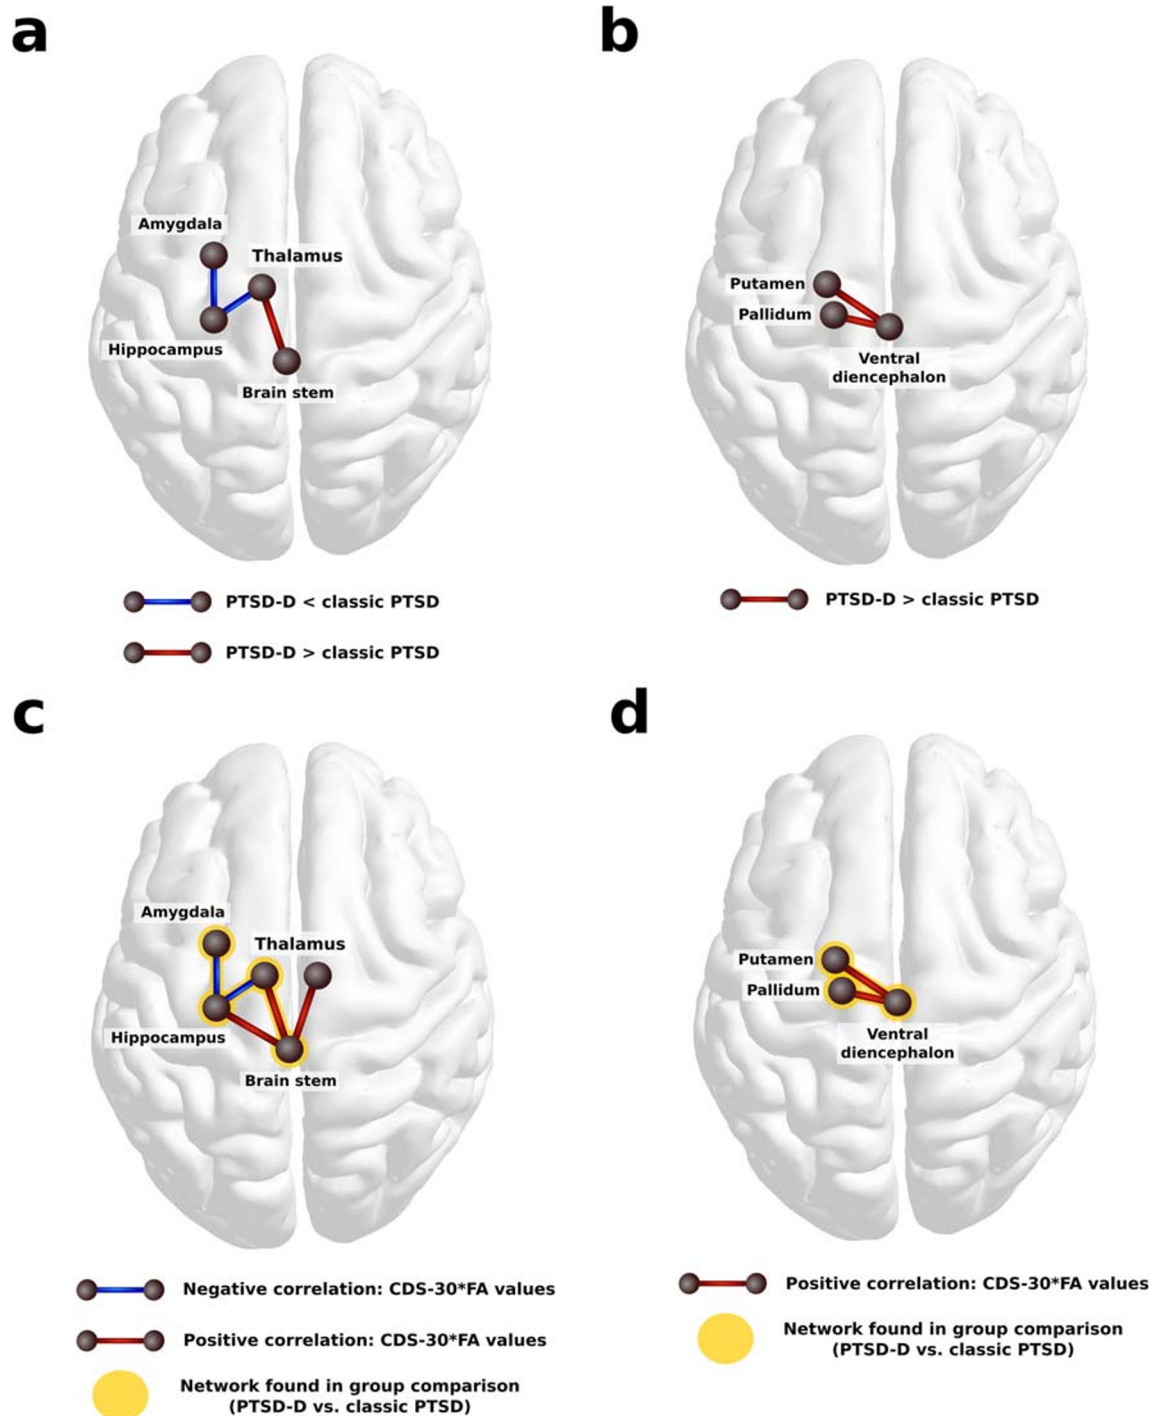 a
b
Amygdala
Thalamus
Hippocampus
Brain stem
Putamen
Pallidum
Ventral
diencephalon
PTSD-D < classic PTSD
PTSD-D > classic PTSD
PTSD-D > classic PTSD
c
d
Amygdala
Thalamus
Hippocampus
Brain stem
Putamen
Pallidum
Ventral
diencephalon
Negative correlation: CDS-30*FA values
Positive correlation: CDS-30*FA values
Network found in group comparison
(PTSD-D vs. classic PTSD)
Positive correlation: CDS-30*FA values
Network found in group comparison
(PTSD-D vs. classic PTSD)